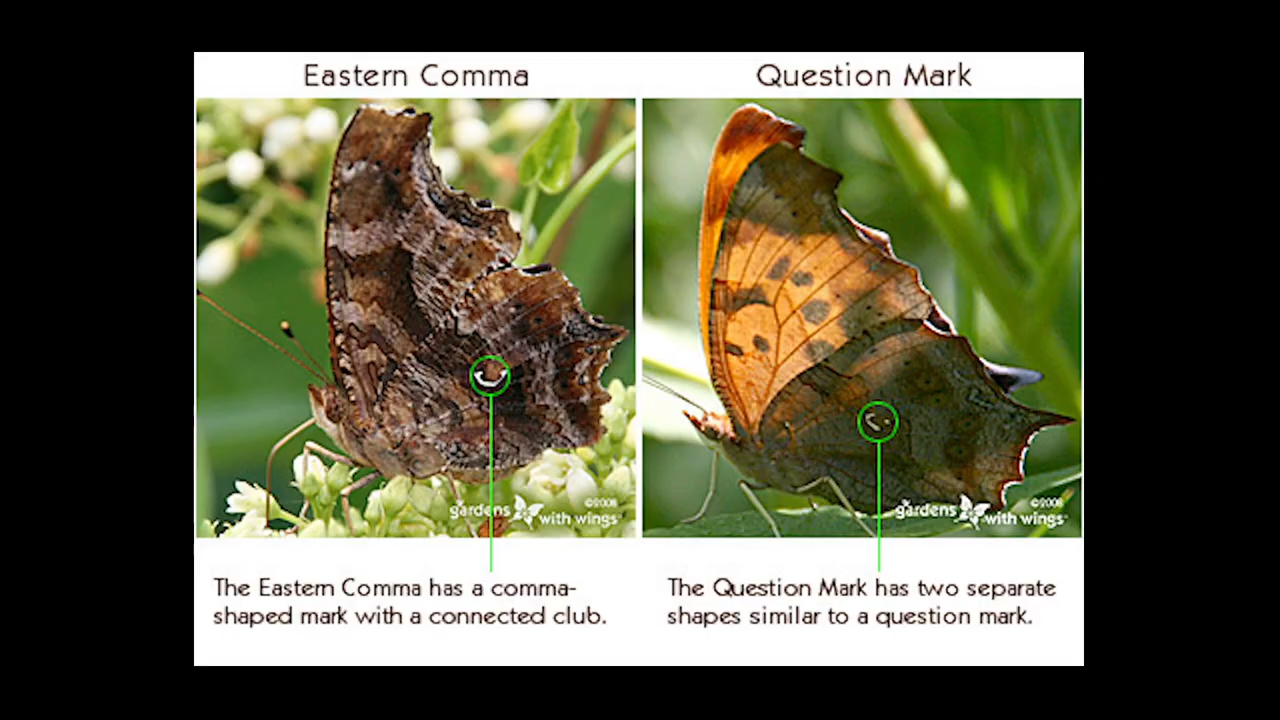 Eastern Comma
Question Mark
©2008
gardens with wings
©2008
gardens with wings
The Eastern Comma has a comma-
shaped mark with a connected club.
The Question Mark has two separate
shapes similar to a question mark.